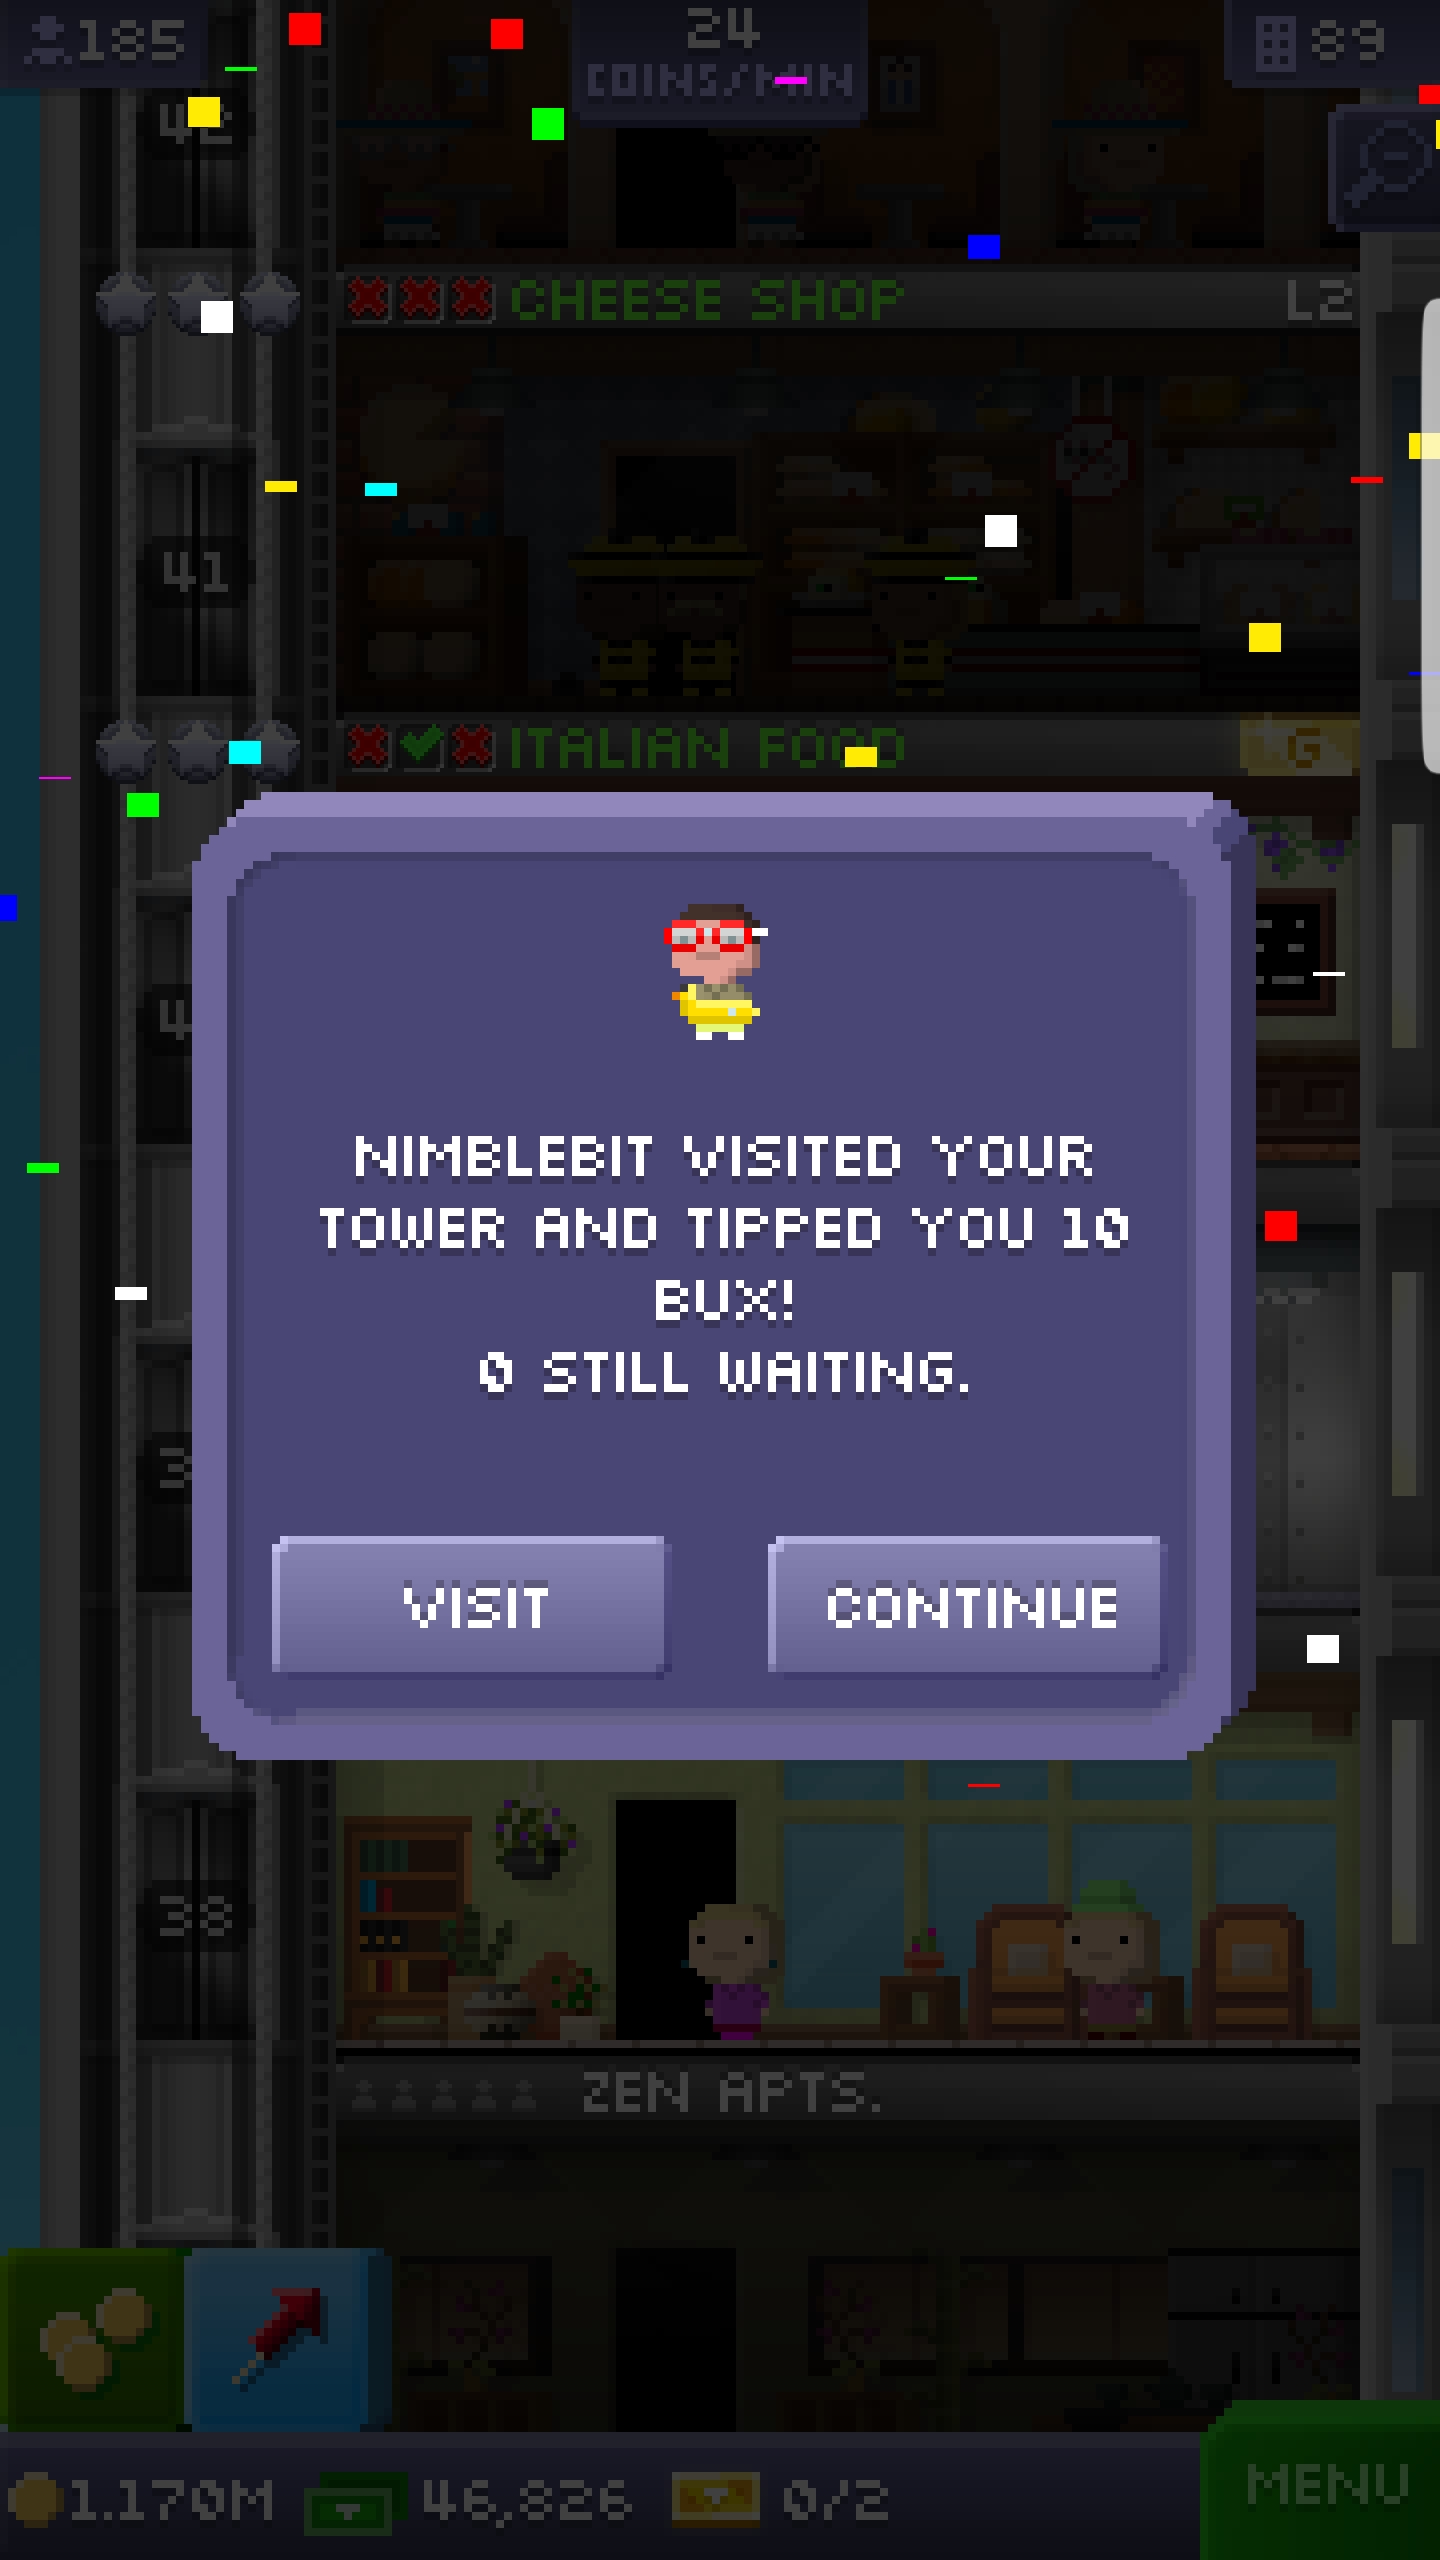 185
24
COINS/MIN
89
42
CHEESE SHOP
L2
41
ITALIAN FOOD
G
NIMBLEBIT VISITED YOUR
TOWER AND TIPPED YOU 10
BUX!
0 STILL WAITING.
VISIT
CONTINUE
38
ZEN APTS.
1.170M
46,826
0/2
MENU